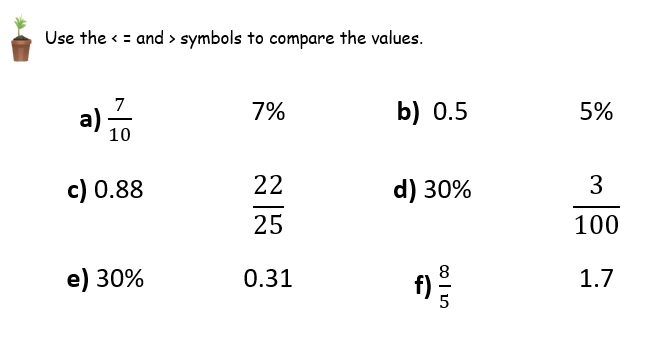 Use the < = and > symbols to compare the values.
a) 7/10 7% b) 0.5 5%
c) 0.88 22/25 d) 30% 3/100
e) 30% 0.31 f) 8/5 1.7